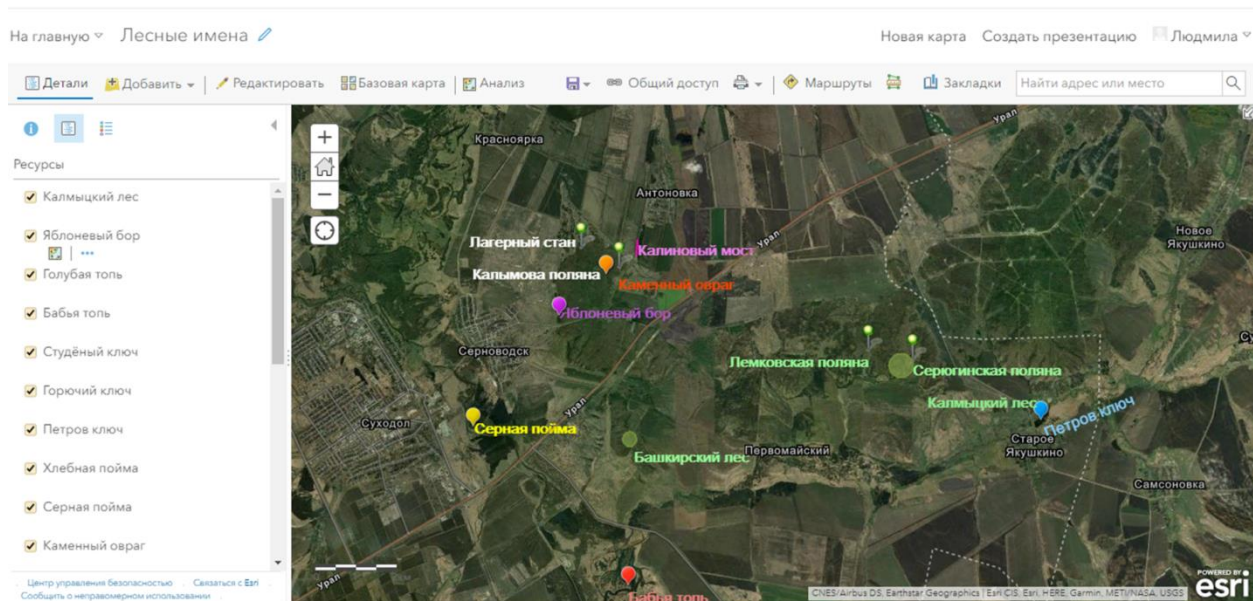 На главную Лесные имена Новая карта Создать презентацию Людмила
Детали Добавить Редактировать Базовая карта Анализ Общий доступ Маршруты Закладки Найти адрес или место
Ресурсы
Калмыцкий лес
Яблоневый бор
Голубая топь
Бабья топь
Студёный ключ
Горючий ключ
Петров ключ
Хлебная пойма
Серная пойма
Каменный овраг
Центр управления безопасностью Связаться с Esri
Сообщить о неправомерном использовании
Урал
Красноярка
Антоновка
Новое
Якушкино
Лагерный стан
Калиновый мост
Урал
Калымова поляна
Каменный овраг
Яблоневый бор
Серноводск
Су
Лемковская поляна
Серюгинская поляна
Калмыцкий лес
Петров ключ
Суходол
Урал
Серная пойма
Старое
Якушкино
Башкирский лес
Первомайский
Самсоновка
Урал
Бабья топь
CNES/Airbus DS, Earthstar Geographics | Esri CIS, Esri, HERE, Garmin, METI/NASA, USGS
POWERED BY
esri